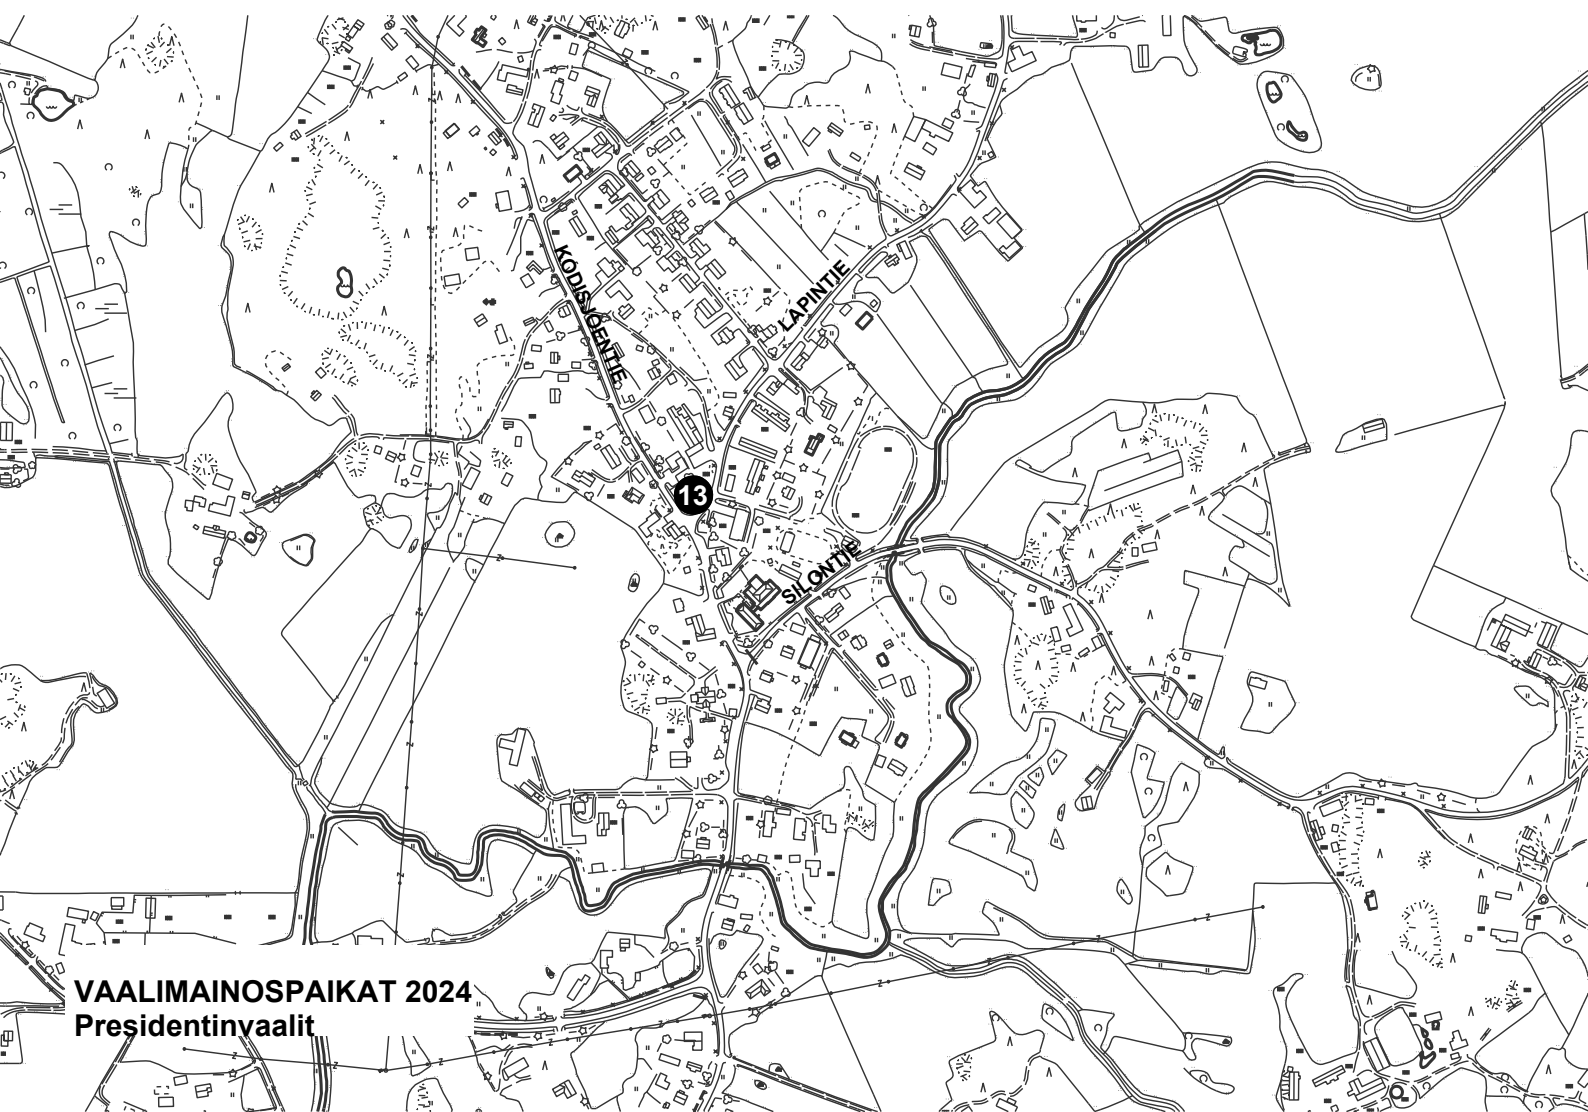 KODISJOENTIE
LAPINTIE
13
SILONTIE
VAALIMAINOSPAIKAT 2024
Presidentinvaalit